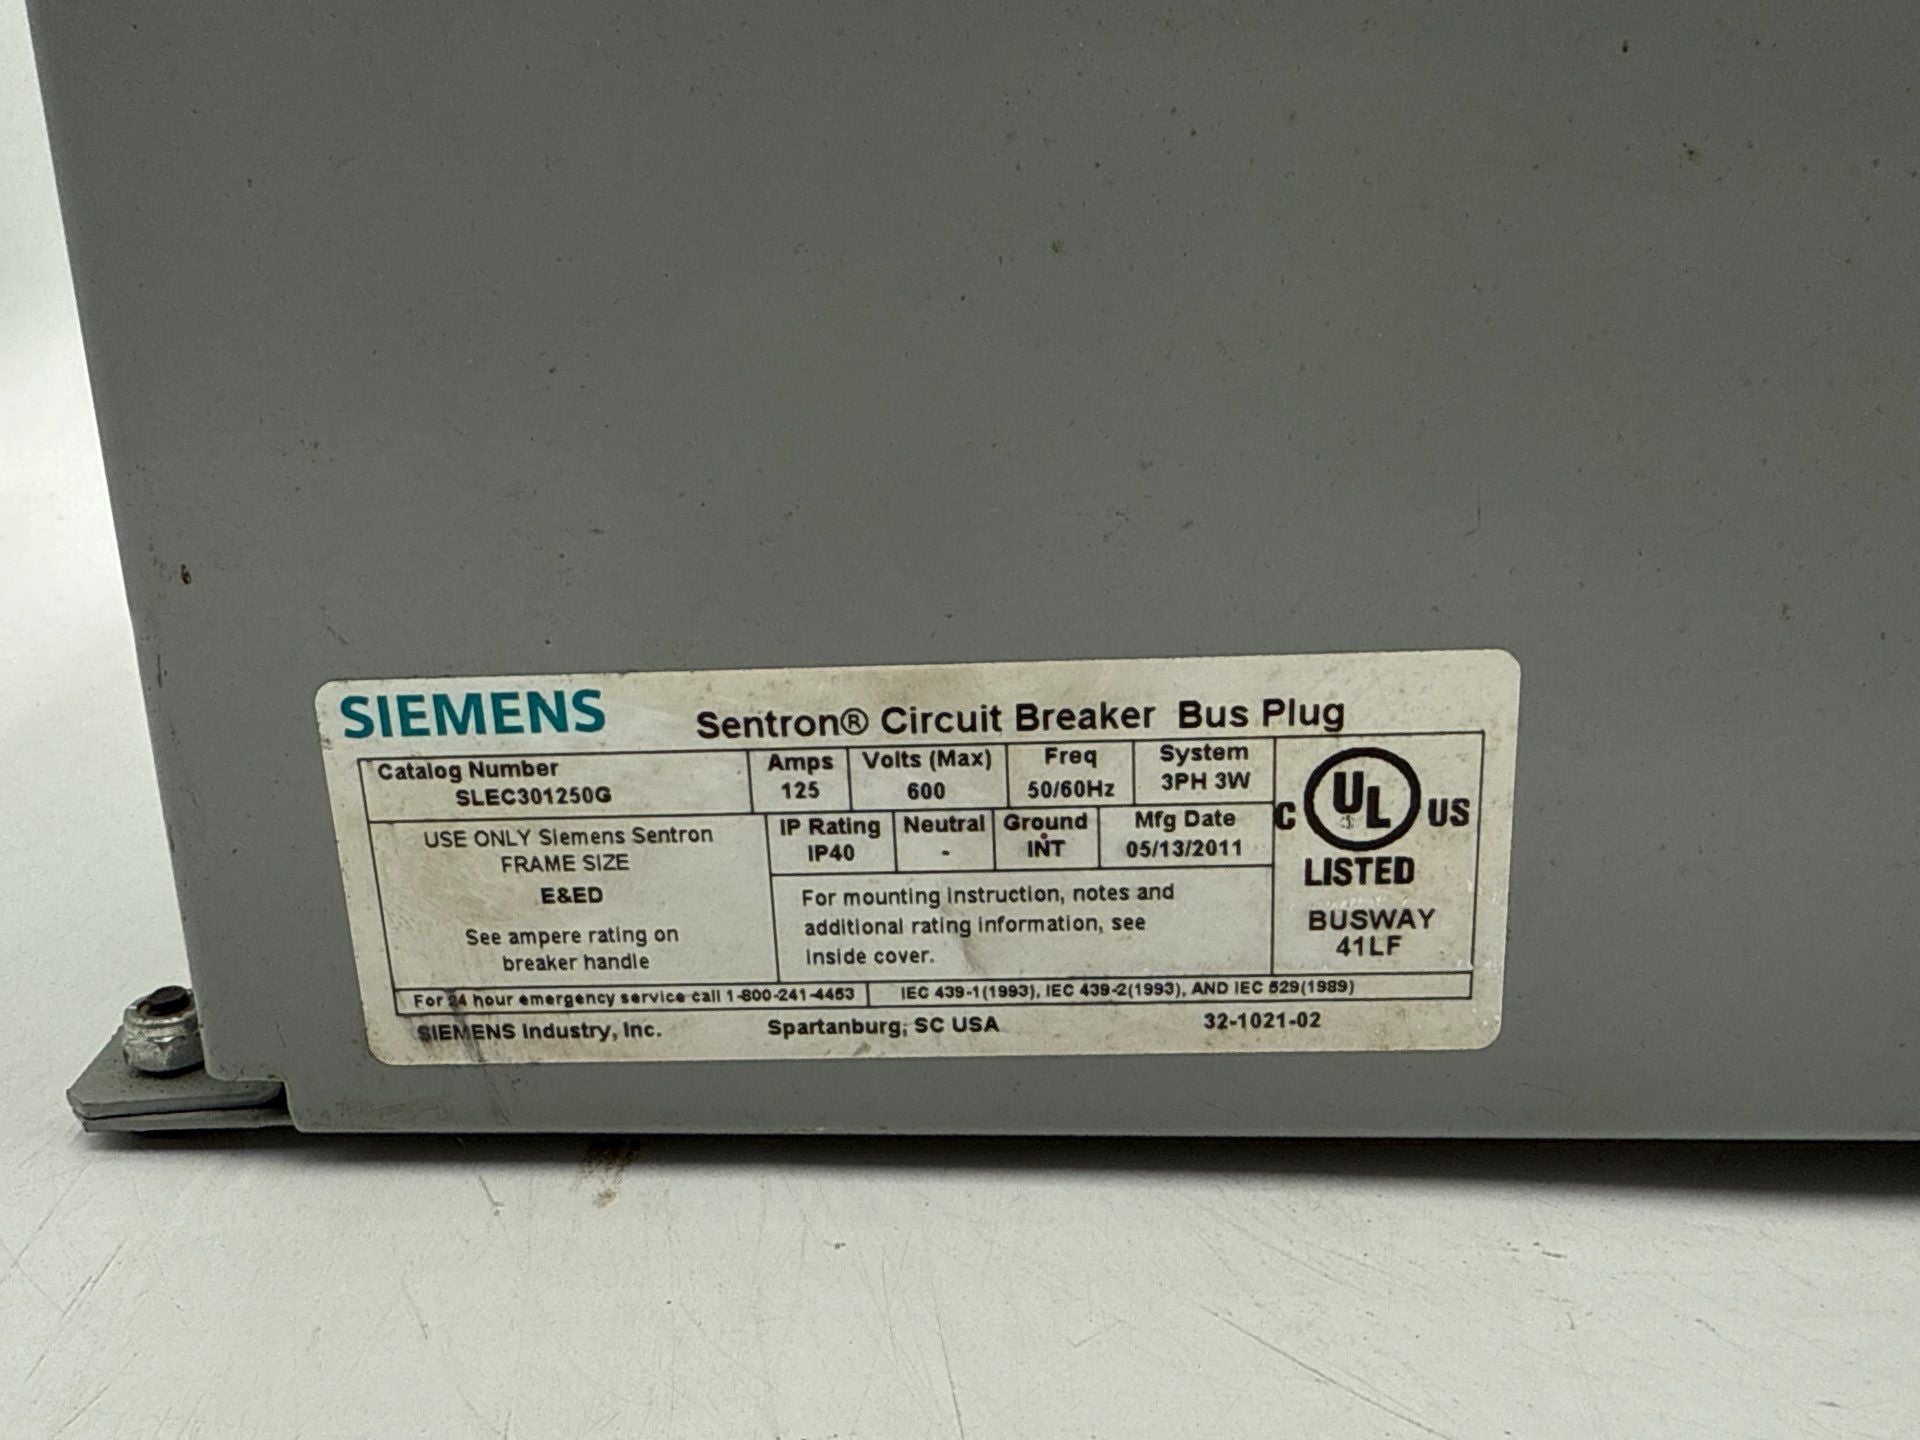 SIEMENS Sentron® Circuit Breaker Bus Plug
Catalog Number
SLEC301250G
Amps
125
Volts (Max)
600
Freq
50/60Hz
System
3PH 3W
USE ONLY Siemens Sentron
FRAME SIZE
E&ED
See ampere rating on
breaker handle
IP Rating
IP40
Neutral
-
Ground
INT
Mfg Date
05/13/2011
For mounting instruction, notes and
additional rating information, see
inside cover.
C UL US
LISTED
BUSWAY
41LF
For 24 hour emergency service call 1-800-241-4453
IEC 439-1(1993), IEC 439-2(1993), AND IEC 529(1989)
SIEMENS Industry, Inc. Spartanburg, SC USA 32-1021-02